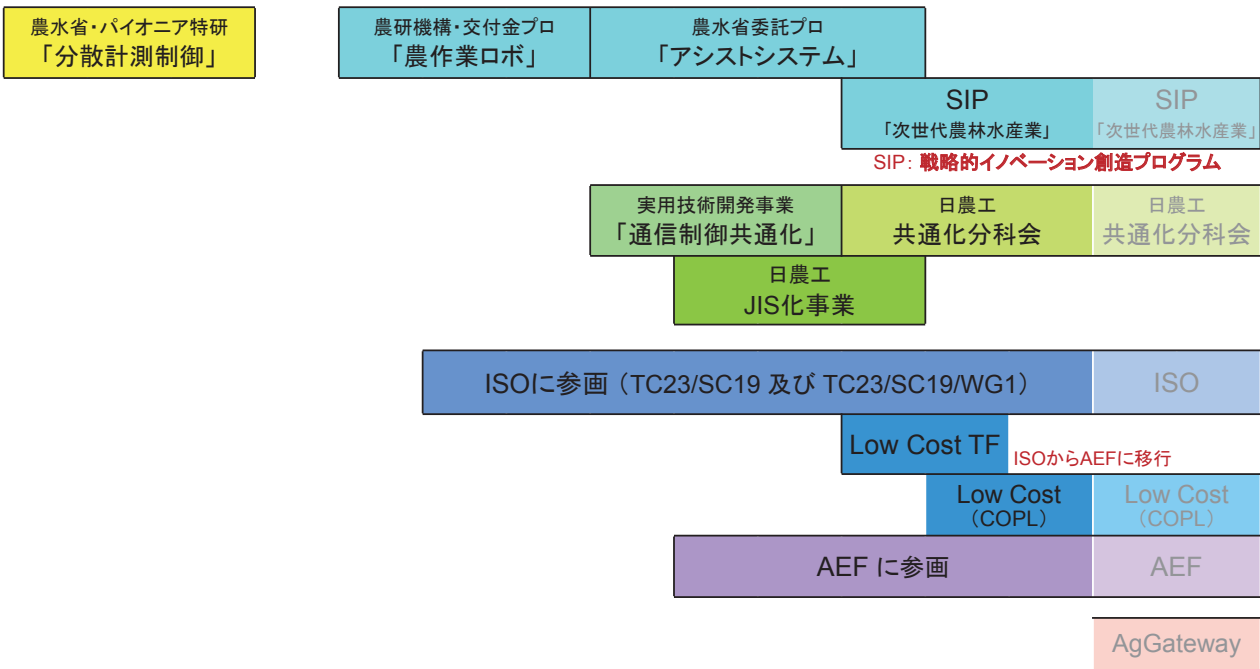 農水省・パイオニア特研
「分散計測制御」
農研機構・交付金プロ
「農作業ロボ」
農水省委託プロ
「アシストシステム」
SIP
「次世代農林水産業」
SIP
「次世代農林水産業」
SIP: 戦略的イノベーション創造プログラム
実用技術開発事業
「通信制御共通化」
日農工
共通化分科会
日農工
共通化分科会
日農工
JIS化事業
ISOに参画（TC23/SC19 及び TC23/SC19/WG1）
ISO
Low Cost TF
ISOからAEFに移行
Low Cost
（COPL）
Low Cost
（COPL）
AEF に参画
AEF
AgGateway